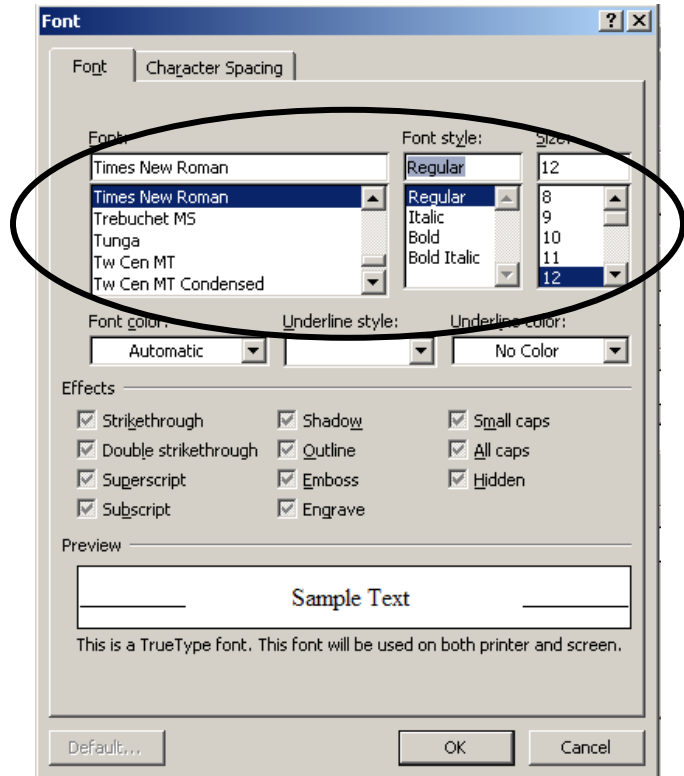 Font
Font Character Spacing
Font: Font style: Size:
Times New Roman Regular 12
Times New Roman Regular 8
Trebuchet MS Italic 9
Tunga Bold 10
Tw Cen MT Bold Italic 11
Tw Cen MT Condensed 12
Font color: Underline style: Underline color:
Automatic No Color
Effects
Strikethrough Shadow Small caps
Double strikethrough Outline All caps
Superscript Emboss Hidden
Subscript Engrave
Preview
Sample Text
This is a TrueType font. This font will be used on both printer and screen.
Default... OK Cancel